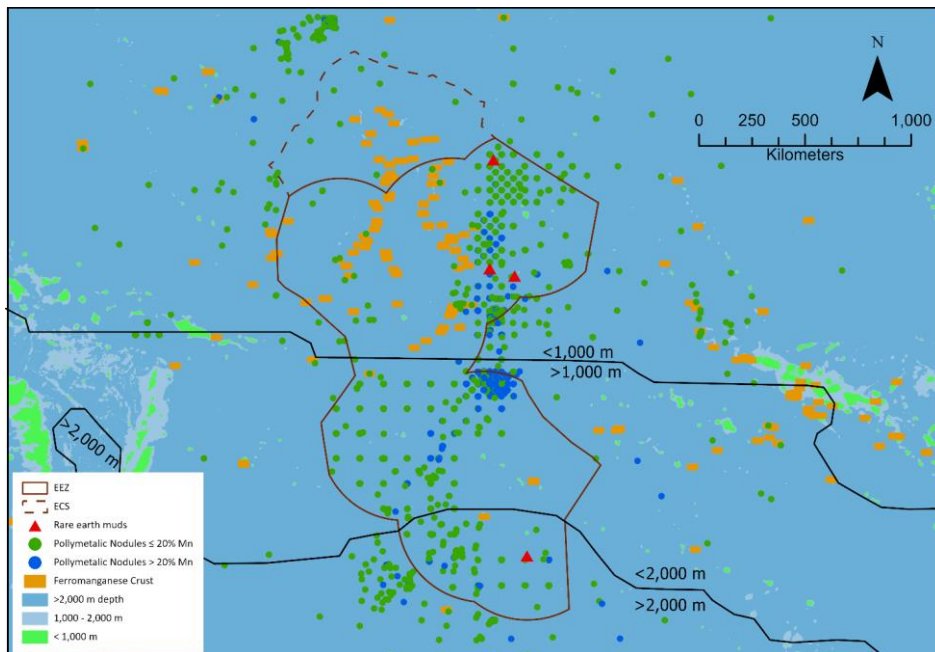 N
0 250 500 1,000
Kilometers
<1,000 m
>1,000 m
>2,000 m
<2,000 m
>2,000 m
EEZ
ECS
Rare earth muds
Pollymetalic Nodules ≤ 20% Mn
Pollymetalic Nodules > 20% Mn
Ferromanganese Crust
>2,000 m depth
1,000 - 2,000 m
< 1,000 m